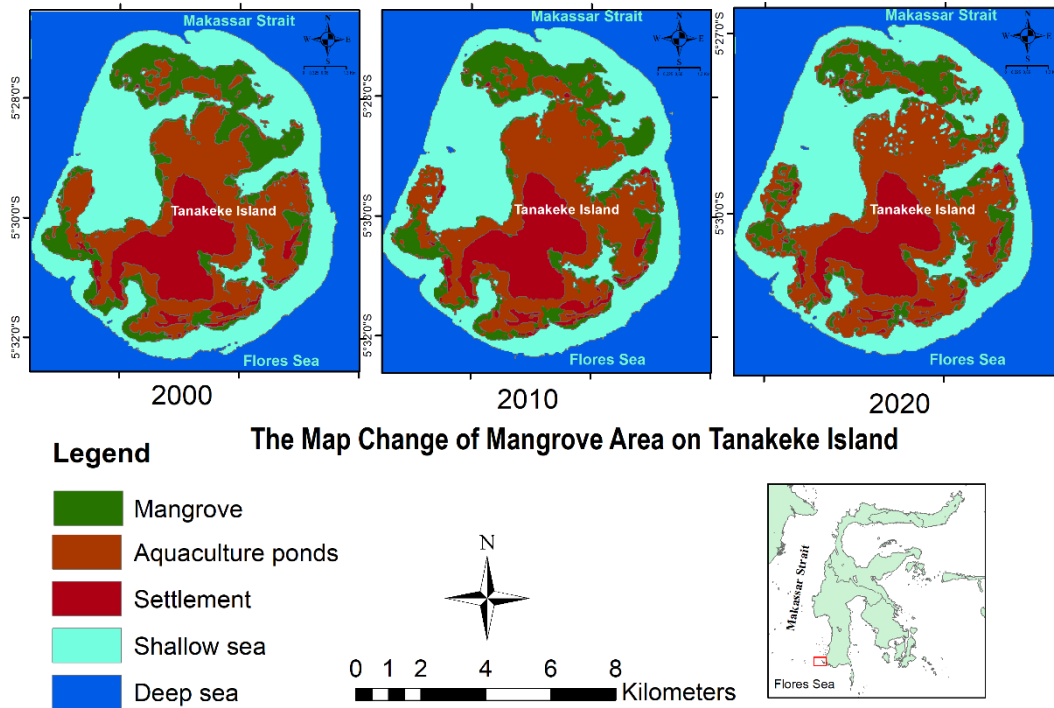 Makassar Strait
N
W E
S
5°28'0"S
5°30'0"S
5°32'0"S
Tanakeke Island
Flores Sea
2000
Makassar Strait
N
W E
S
5°28'0"S
5°30'0"S
5°32'0"S
Tanakeke Island
Flores Sea
2010
Makassar Strait
N
W E
S
5°27'0"S
5°30'0"S
Tanakeke Island
Flores Sea
2020
The Map Change of Mangrove Area on Tanakeke Island
Legend
Mangrove
Aquaculture ponds
Settlement
Shallow sea
Deep sea
N
0 1 2 4 6 8
Kilometers
Makassar Strait
Flores Sea